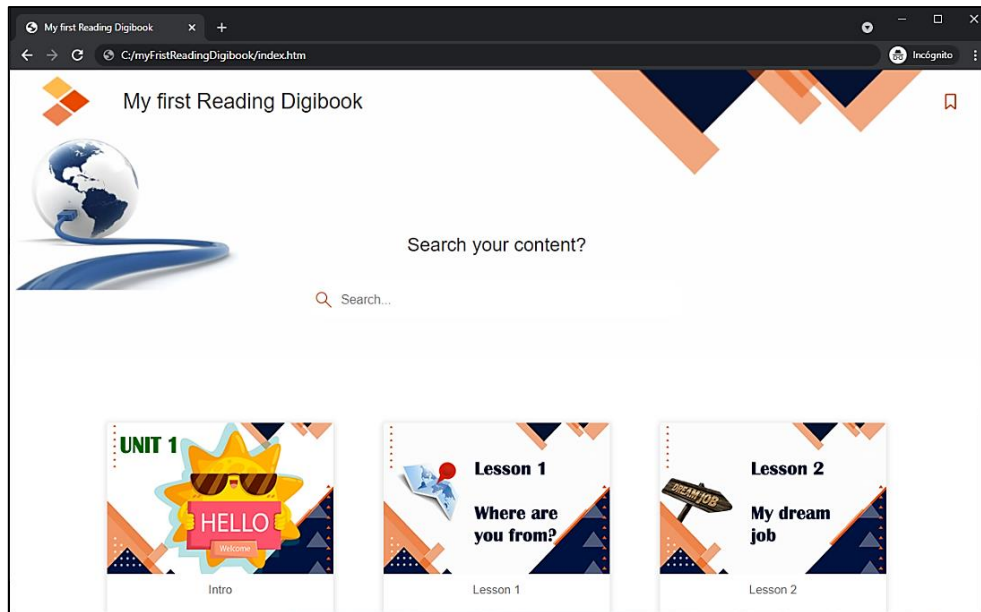 My first Reading Digibook
C:/myFristReadingDigibook/index.htm
Incógnito
My first Reading Digibook
Search your content?
Search...
UNIT 1
HELLO
Welcome
Intro
Lesson 1
Where are
you from?
Lesson 1
DREAM JOB
Lesson 2
My dream
job
Lesson 2